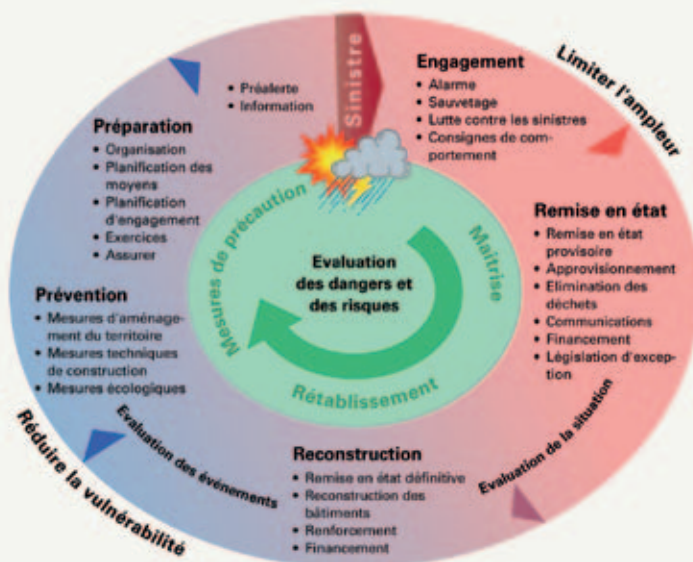 Sinistre
Engagement
• Alarme
• Sauvetage
• Lutte contre les sinistres
• Consignes de com-
portement
Limiter l'ampleur
Remise en état
• Remise en état
provisoire
• Approvisionnement
• Elimination des
déchets
• Communications
• Financement
• Législation d'excep-
tion
Evaluation de la situation
Reconstruction
• Remise en état définitive
• Reconstruction des
bâtiments
• Renforcement
• Financement
Evaluation des événements
Réduire la vulnérabilité
Prévention
• Mesures d'aménage-
ment du territoire
• Mesures techniques
de construction
• Mesures écologiques
Préparation
• Organisation
• Planification des
moyens
• Planification
d'engagement
• Exercices
• Assurer
• Préalerte
• Information
Mesures de précaution
Maîtrise
Rétablissement
Evaluation
des dangers et
des risques